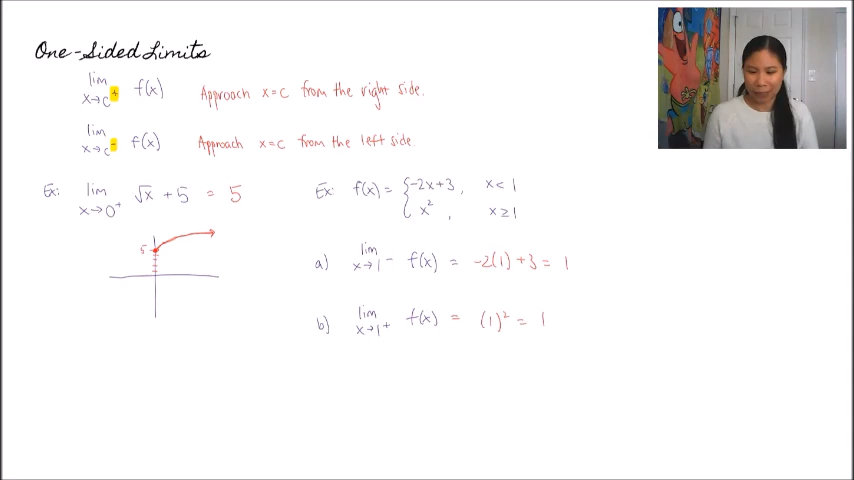 One-Sided Limits
lim x→c⁺ f(x) Approach x=c from the right side.
lim x→c⁻ f(x) Approach x=c from the left side.
Ex: lim x→0⁺ √x + 5 = 5
5
Ex: f(x) = { -2x+3, x < 1
x², x ≥ 1
a) lim x→1⁻ f(x) = -2(1) + 3 = 1
b) lim x→1⁺ f(x) = (1)² = 1